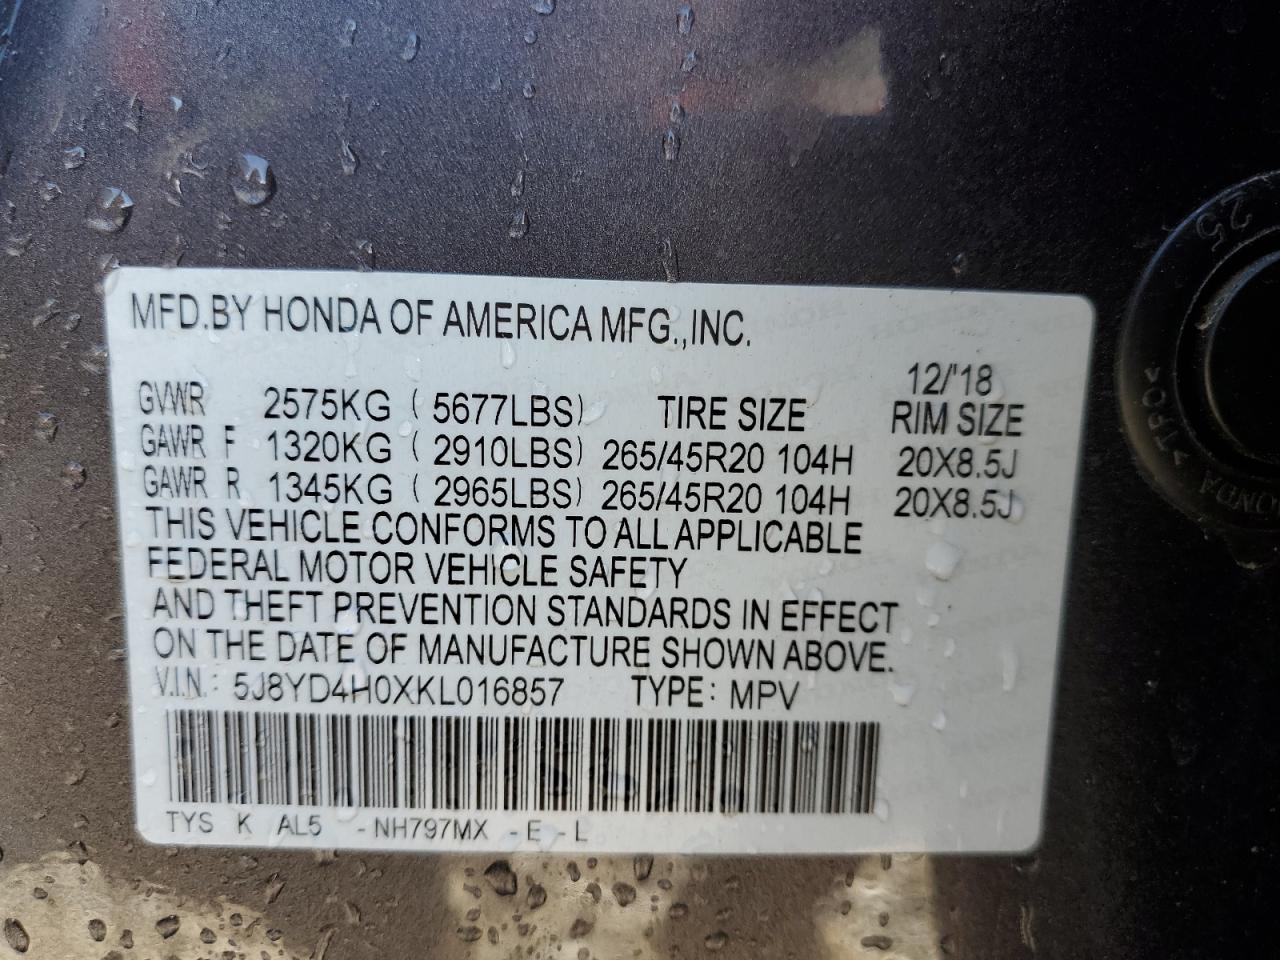 MFD.BY HONDA OF AMERICA MFG.,INC.
12/'18
GVWR 2575KG ( 5677LBS) TIRE SIZE RIM SIZE
GAWR F 1320KG ( 2910LBS) 265/45R20 104H 20X8.5J
GAWR R 1345KG ( 2965LBS) 265/45R20 104H 20X8.5J
THIS VEHICLE CONFORMS TO ALL APPLICABLE
FEDERAL MOTOR VEHICLE SAFETY
AND THEFT PREVENTION STANDARDS IN EFFECT
ON THE DATE OF MANUFACTURE SHOWN ABOVE.
V.I.N.: 5J8YD4H0XKL016857 TYPE: MPV
TYS K AL5 -NH797MX -E -L
25
>TPO<
HONDA